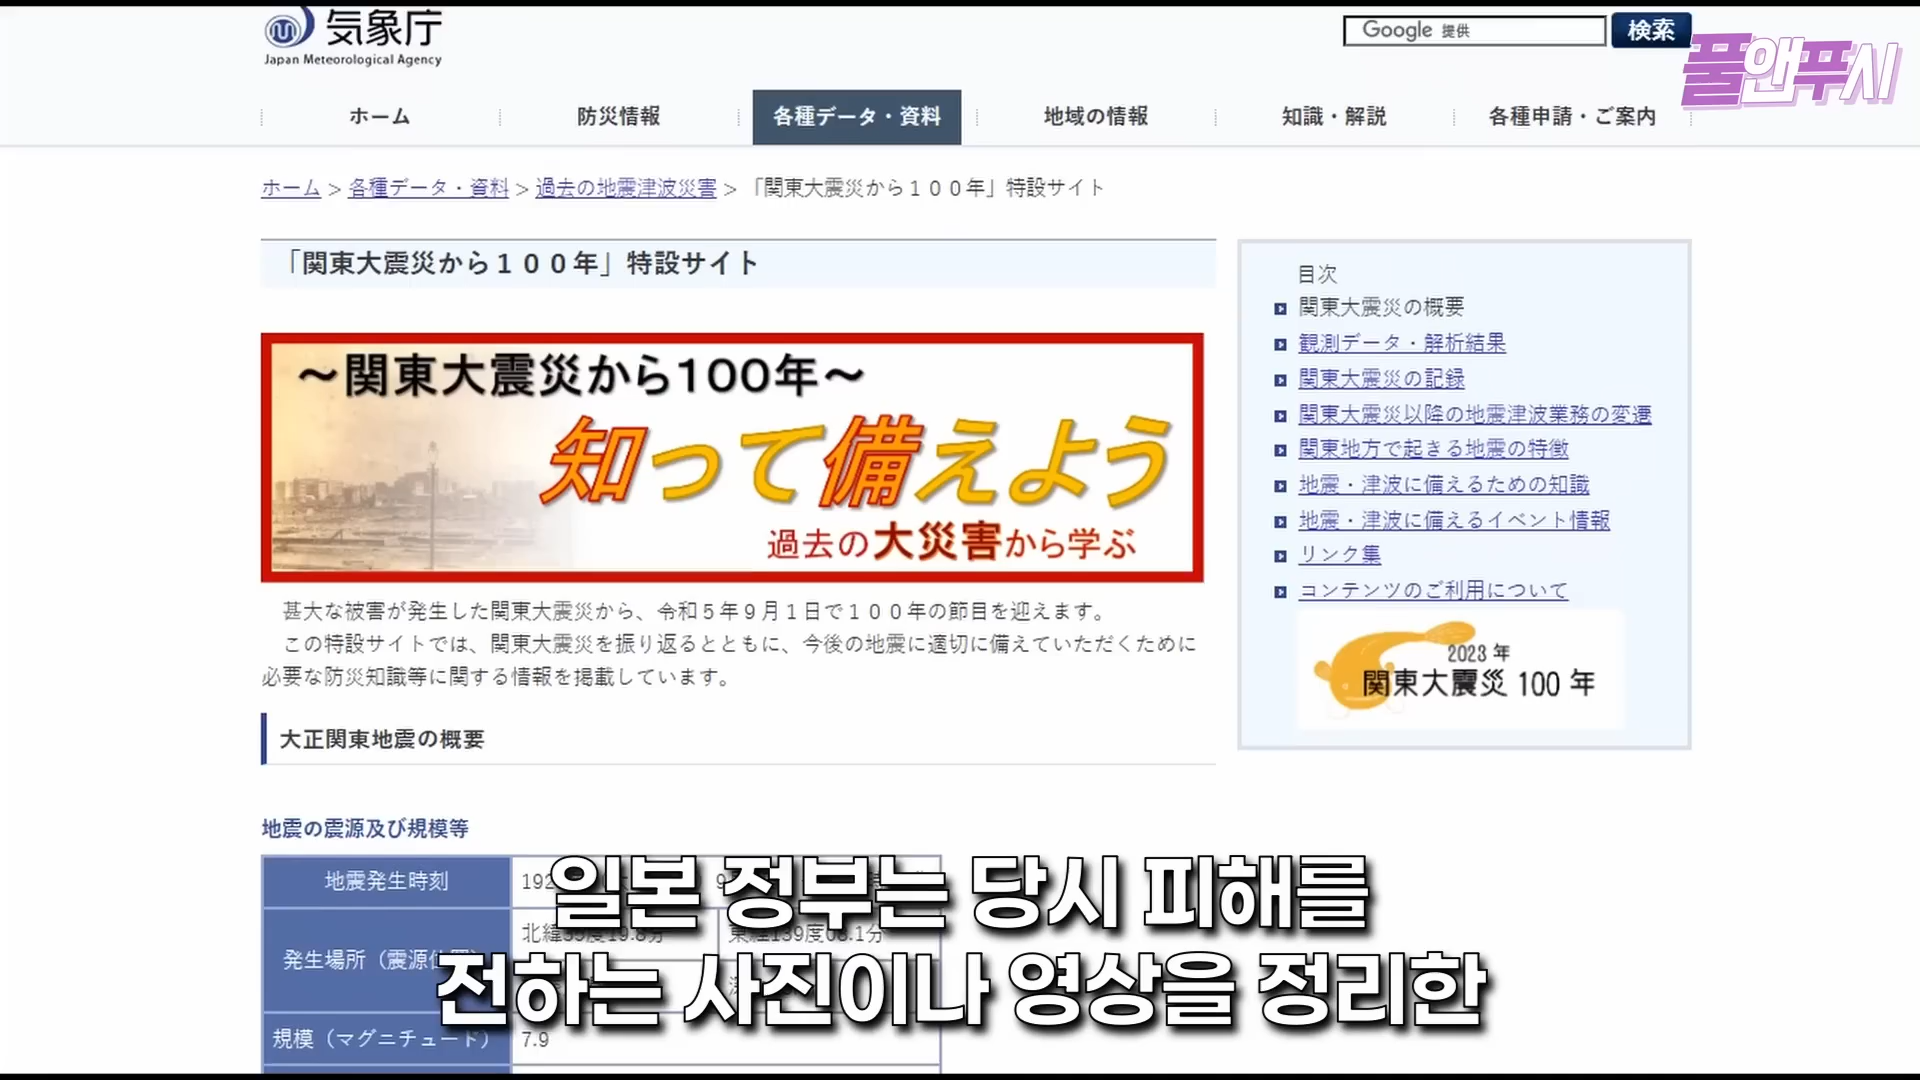 気象庁
Japan Meteorological Agency
Google 提供
検索
풀앤푸시
ホーム
防災情報
各種データ・資料
地域の情報
知識・解説
各種申請・ご案内
ホーム > 各種データ・資料 > 過去の地震津波災害 > 「関東大震災から１００年」特設サイト
「関東大震災から１００年」特設サイト
～関東大震災から100年～
知って備えよう
過去の大災害から学ぶ
甚大な被害が発生した関東大震災から、令和５年９月１日で１００年の節目を迎えます。
この特設サイトでは、関東大震災を振り返るとともに、今後の地震に適切に備えていただくために
必要な防災知識等に関する情報を掲載しています。
大正関東地震の概要
地震の震源及び規模等
地震発生時刻
発生場所（震源
規模（マグニチュード） 7.9
目次
関東大震災の概要
観測データ・解析結果
関東大震災の記録
関東大震災以降の地震津波業務の変遷
関東地方で起きる地震の特徴
地震・津波に備えるための知識
地震・津波に備えるイベント情報
リンク集
コンテンツのご利用について
2023 年
関東大震災 100 年
일본 정부는 당시 피해를
전하는 사진이나 영상을 정리한